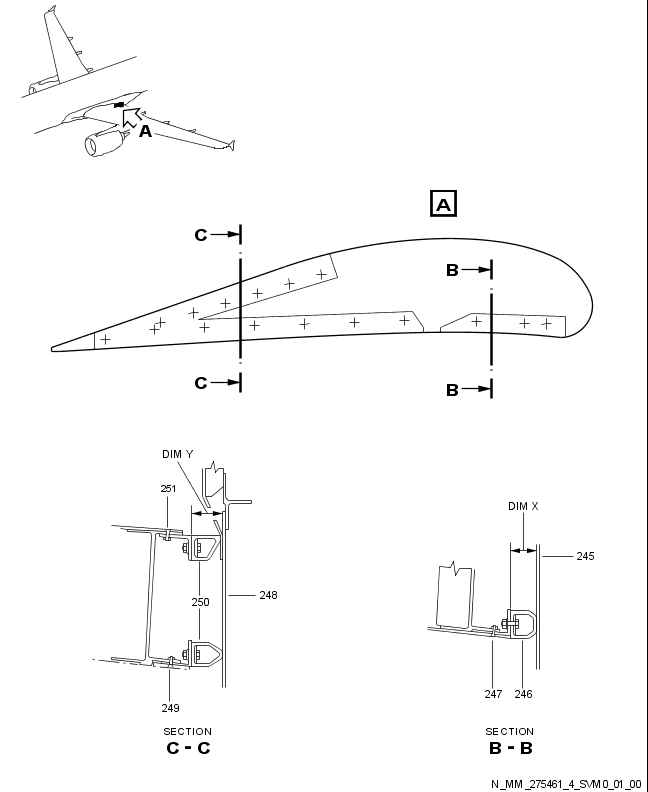 A
A
C
B
C
B
DIM Y
251
DIM X
245
248
250
247 246
249
SECTION
C - C
SECTION
B - B
N_MM_275461_4_SVM0_01_00